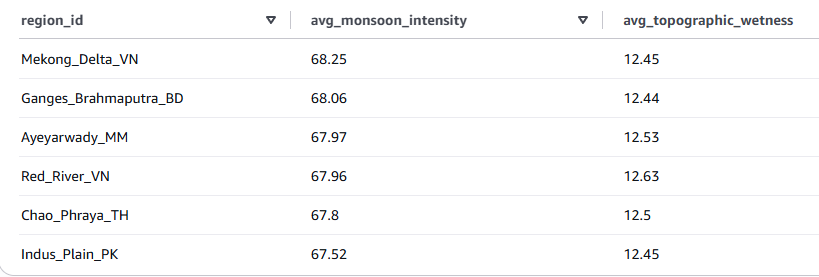 region_id avg_monsoon_intensity avg_topographic_wetness
Mekong_Delta_VN 68.25 12.45
Ganges_Brahmaputra_BD 68.06 12.44
Ayeyarwady_MM 67.97 12.53
Red_River_VN 67.96 12.63
Chao_Phraya_TH 67.8 12.5
Indus_Plain_PK 67.52 12.45